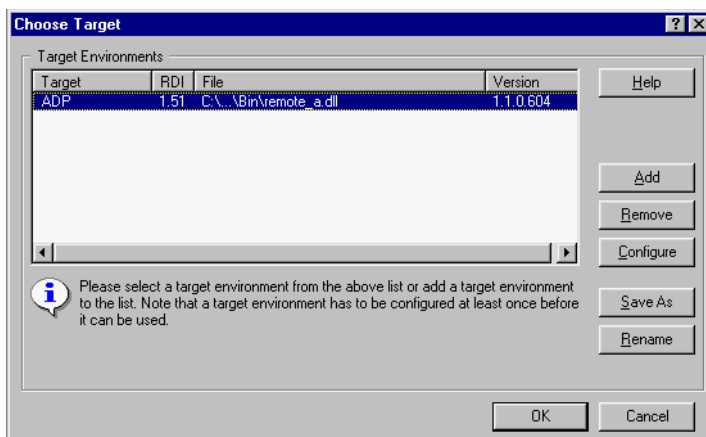 Choose Target
Target Environments
Target RDI File Version
ADP 1.51 C:\...\Bin\remote_a.dll 1.1.0.604
Help
Add
Remove
Configure
Please select a target environment from the above list or add a target environment
to the list. Note that a target environment has to be configured at least once before
it can be used.
Save As
Rename
OK Cancel